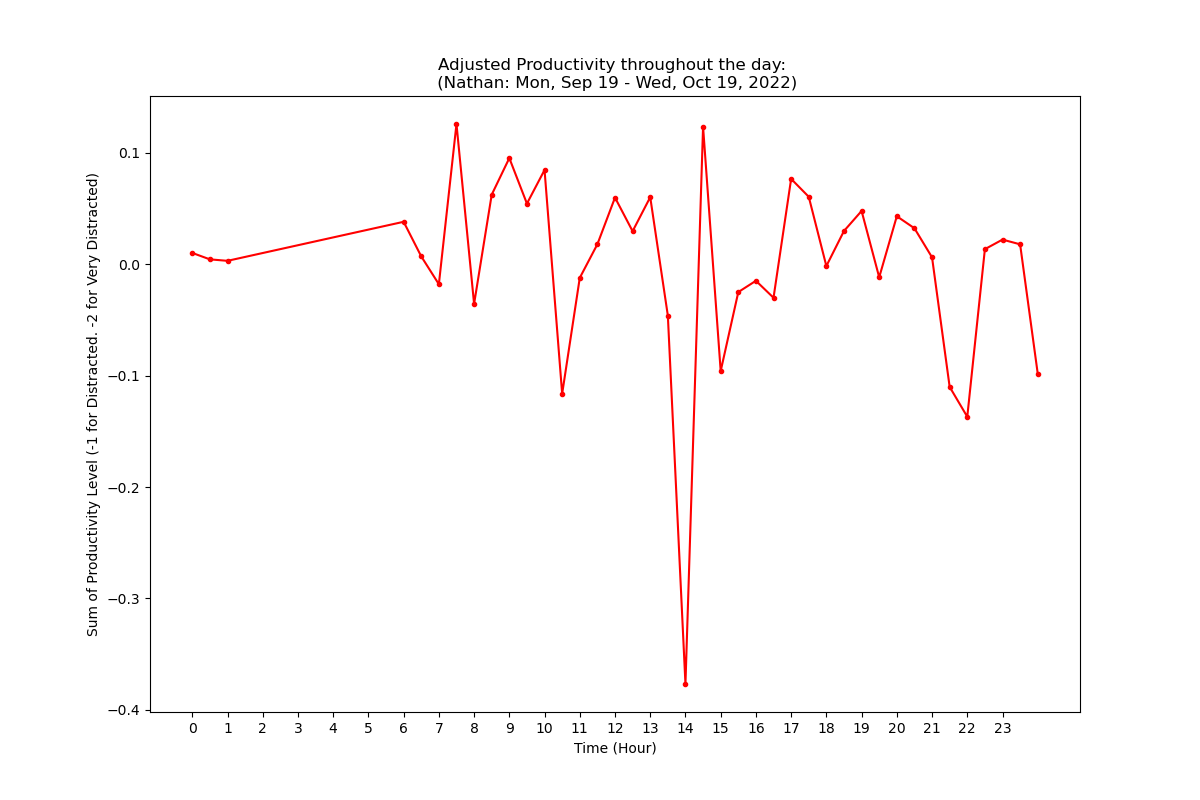 Adjusted Productivity throughout the day:
(Nathan: Mon, Sep 19 - Wed, Oct 19, 2022)
Sum of Productivity Level (-1 for Distracted. -2 for Very Distracted)
0.1
0.0
−0.1
−0.2
−0.3
−0.4
0 1 2 3 4 5 6 7 8 9 10 11 12 13 14 15 16 17 18 19 20 21 22 23
Time (Hour)